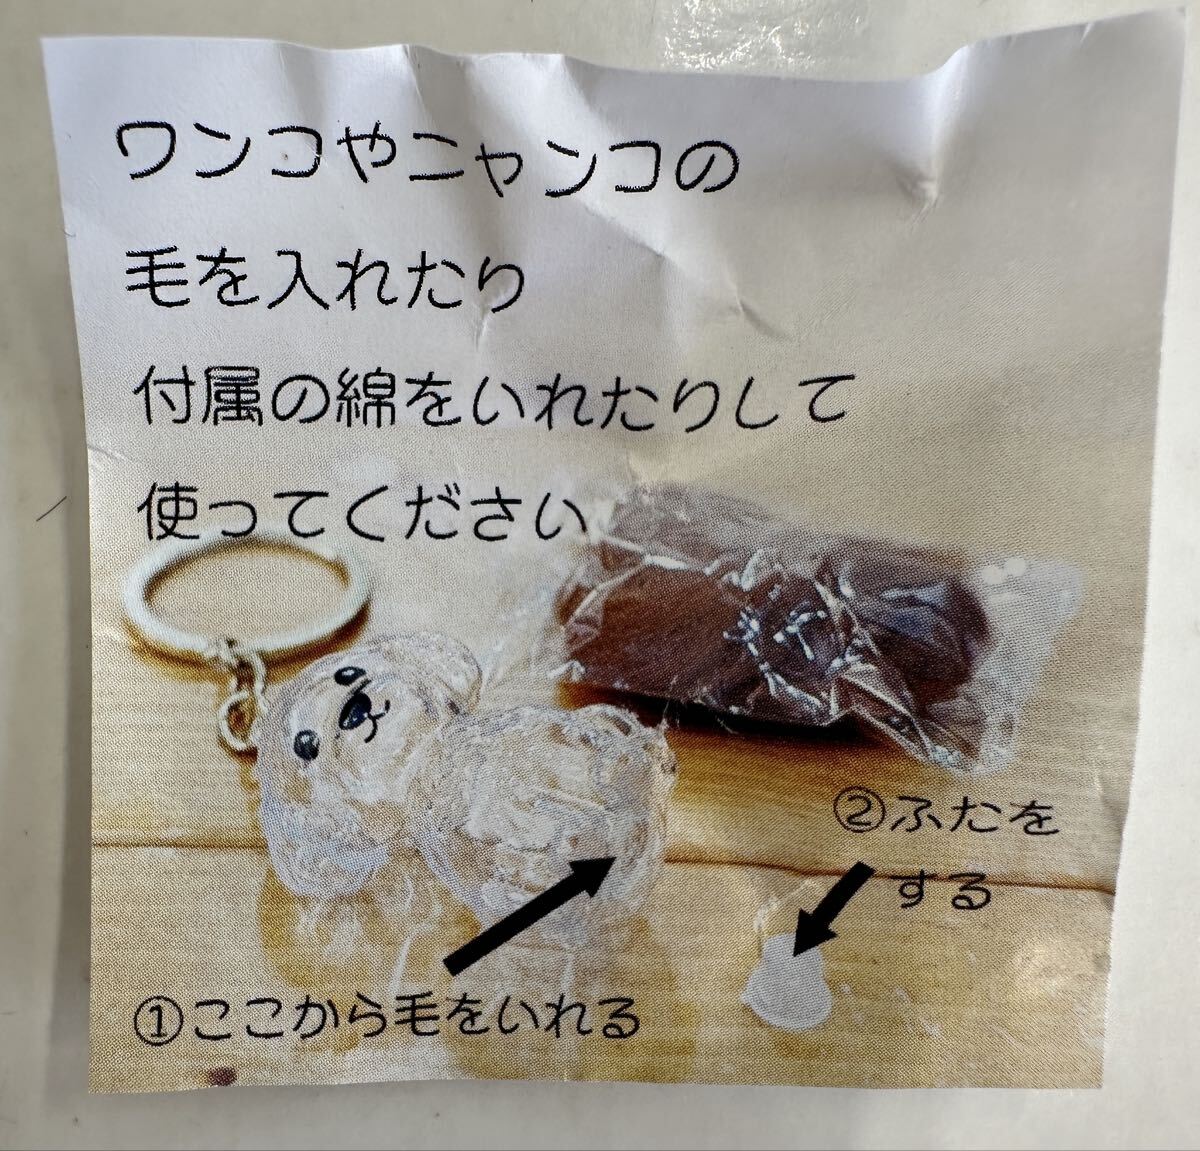 ワンコやニャンコの
毛を入れたり
付属の綿をいれたりして
使ってください
②ふたを
する
①ここから毛をいれる